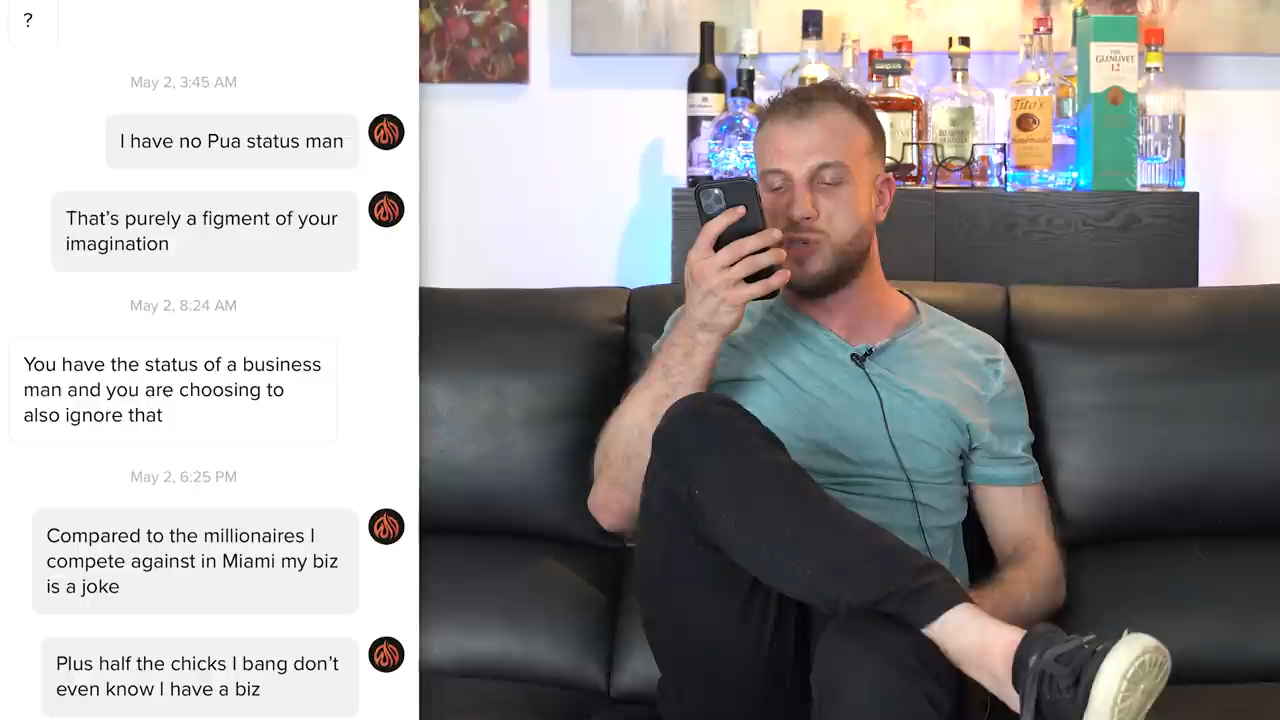 ?
May 2, 3:45 AM
I have no Pua status man
That's purely a figment of your
imagination
May 2, 8:24 AM
You have the status of a business
man and you are choosing to
also ignore that
May 2, 6:25 PM
Compared to the millionaires I
compete against in Miami my biz
is a joke
Plus half the chicks I bang don't
even know I have a biz
THE
GLENLIVET
12
Tito's
Handmade